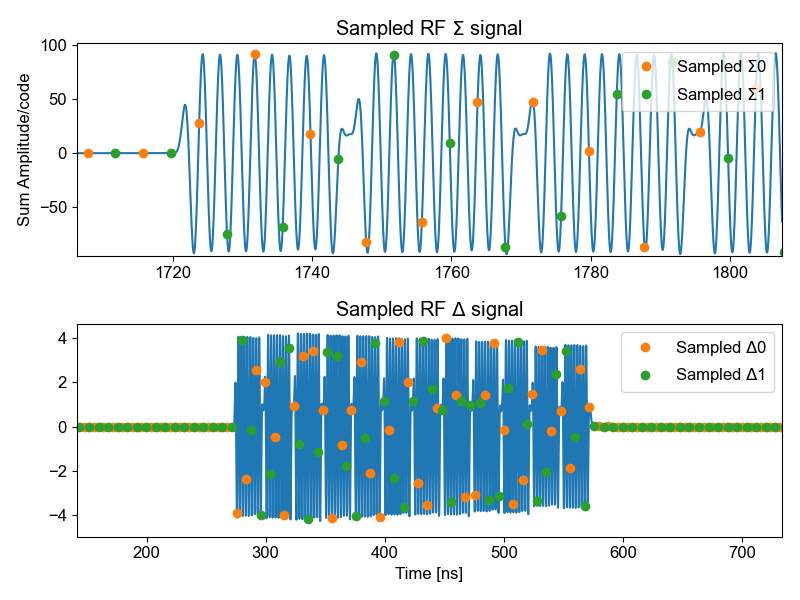 Sampled RF Σ signal
100
50
0
−50
Sum Amplitude/code
Sampled Σ0
Sampled Σ1
1720 1740 1760 1780 1800
Sampled RF Δ signal
4
2
0
−2
−4
Sampled Δ0
Sampled Δ1
200 300 400 500 600 700
Time [ns]